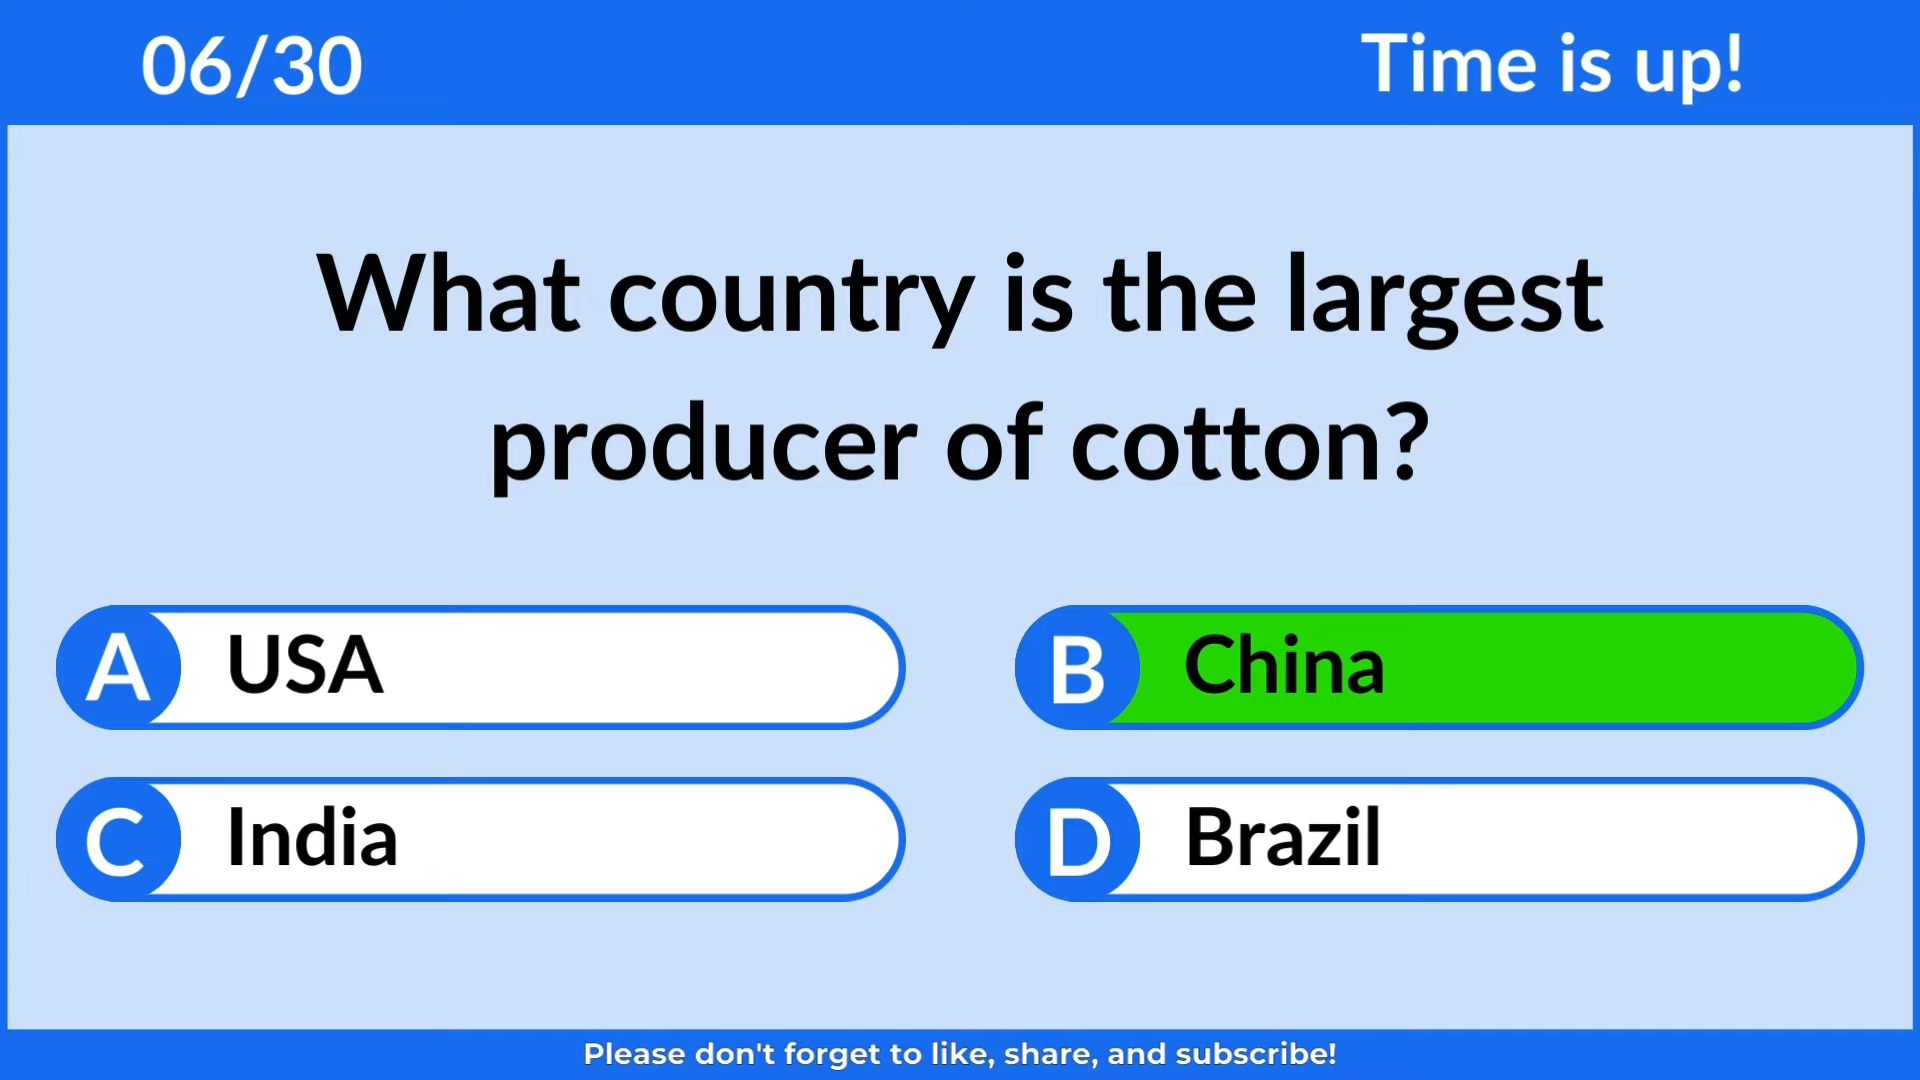 06/30
Time is up!
What country is the largest
producer of cotton?
A USA
B China
C India
D Brazil
Please don't forget to like, share, and subscribe!